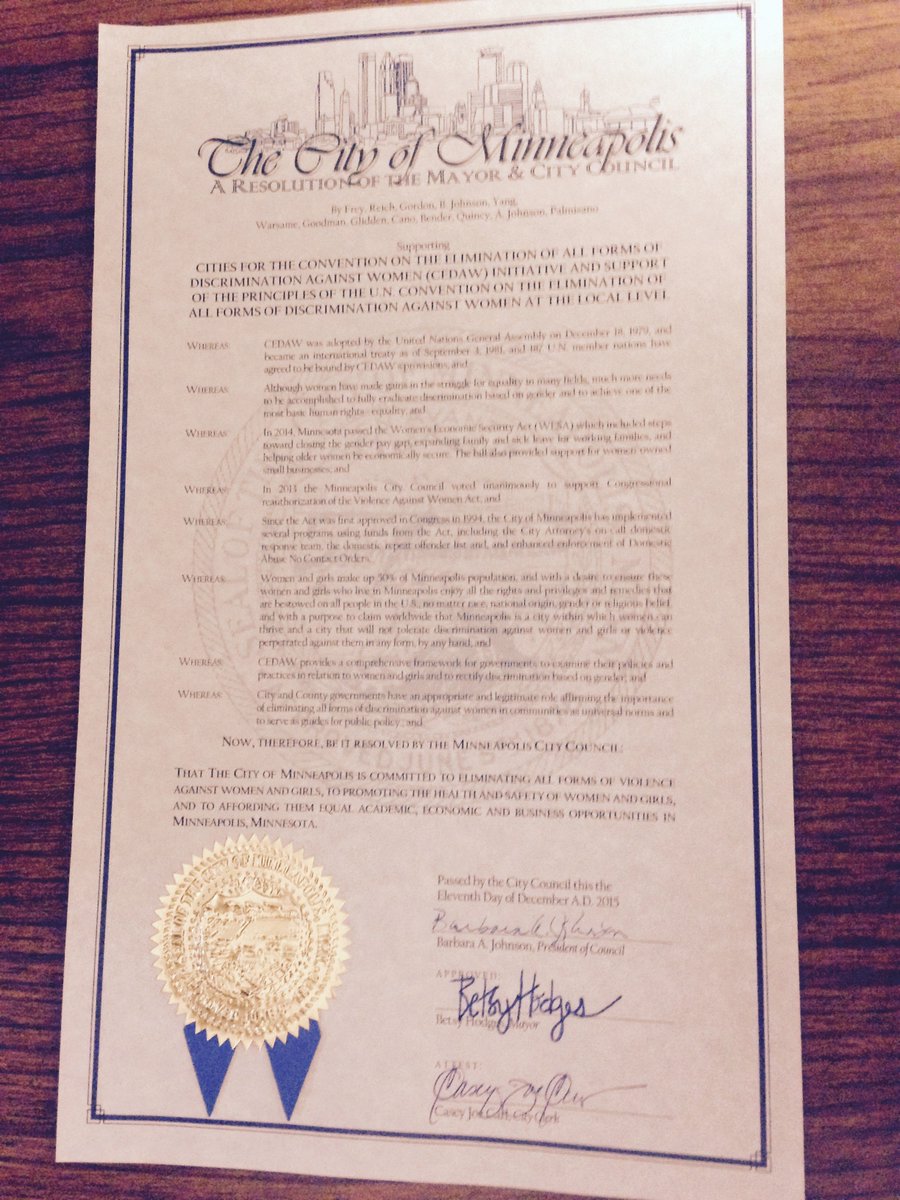 The City of Minneapolis
A RESOLUTION OF THE MAYOR & CITY COUNCIL
By Frey, Reich, Gordon, B. Johnson, Yang,
Warsame, Goodman, Glidden, Cano, Bender, Quincy, A. Johnson, Palmisano
Supporting
CITIES FOR THE CONVENTION ON THE ELIMINATION OF ALL FORMS OF
DISCRIMINATION AGAINST WOMEN (CEDAW) INITIATIVE AND SUPPORT
OF THE PRINCIPLES OF THE U.N. CONVENTION ON THE ELIMINATION OF
ALL FORMS OF DISCRIMINATION AGAINST WOMEN AT THE LOCAL LEVEL
WHEREAS: CEDAW was adopted by the United Nations General Assembly on December 18, 1979, and
became an international treaty as of September 3, 1981, and 187 U.N. member nations have
agreed to be bound by CEDAW's provisions; and
WHEREAS: Although women have made gains in the struggle for equality in many fields, much more needs
to be accomplished to fully eradicate discrimination based on gender and to achieve one of the
most basic human rights - equality; and
WHEREAS: In 2014, Minnesota passed the Women's Economic Security Act (WESA) which included steps
toward closing the gender pay gap, expanding family and sick leave for working families, and
helping older women be economically secure. The bill also provided support for women owned
small businesses; and
WHEREAS: In 2013 the Minneapolis City Council voted unanimously to support Congressional
reauthorization of the Violence Against Women Act, and
WHEREAS: Since the Act was first approved in Congress in 1994, the City of Minneapolis has implemented
several programs using funds from the Act, including the City Attorney's on-call domestic
response team, the domestic repeat offender list and, and enhanced enforcement of Domestic
Abuse No Contact Orders.;
WHEREAS: Women and girls make up 50% of Minneapolis population, and with a desire to ensure these
women and girls who live in Minneapolis enjoy all the rights and privileges and remedies that
are bestowed on all people in the U.S., no matter race, national origin, gender or religious belief,
and with a purpose to claim worldwide that Minneapolis is a city within which women can
thrive and a city that will not tolerate discrimination against women and girls or violence
perpetrated against them in any form, by any hand; and
WHEREAS: CEDAW provides a comprehensive framework for governments to examine their policies and
practices in relation to women and girls and to rectify discrimination based on gender; and
WHEREAS: City and County governments have an appropriate and legitimate role affirming the importance
of eliminating all forms of discrimination against women in communities as universal norms and
to serve as guides for public policy ; and
NOW, THEREFORE, BE IT RESOLVED BY THE MINNEAPOLIS CITY COUNCIL:
THAT THE CITY OF MINNEAPOLIS IS COMMITTED TO ELIMINATING ALL FORMS OF VIOLENCE
AGAINST WOMEN AND GIRLS, TO PROMOTING THE HEALTH AND SAFETY OF WOMEN AND GIRLS,
AND TO AFFORDING THEM EQUAL ACADEMIC, ECONOMIC AND BUSINESS OPPORTUNITIES IN
MINNEAPOLIS, MINNESOTA.
Passed by the City Council this the
Eleventh Day of December A.D. 2015
Barbara A Johnson
Barbara A. Johnson, President of Council
APPROVED:
Betsy Hodges
Betsy Hodges, Mayor
ATTEST:
Casey Joe Carl
Casey Joe Carl, City Clerk